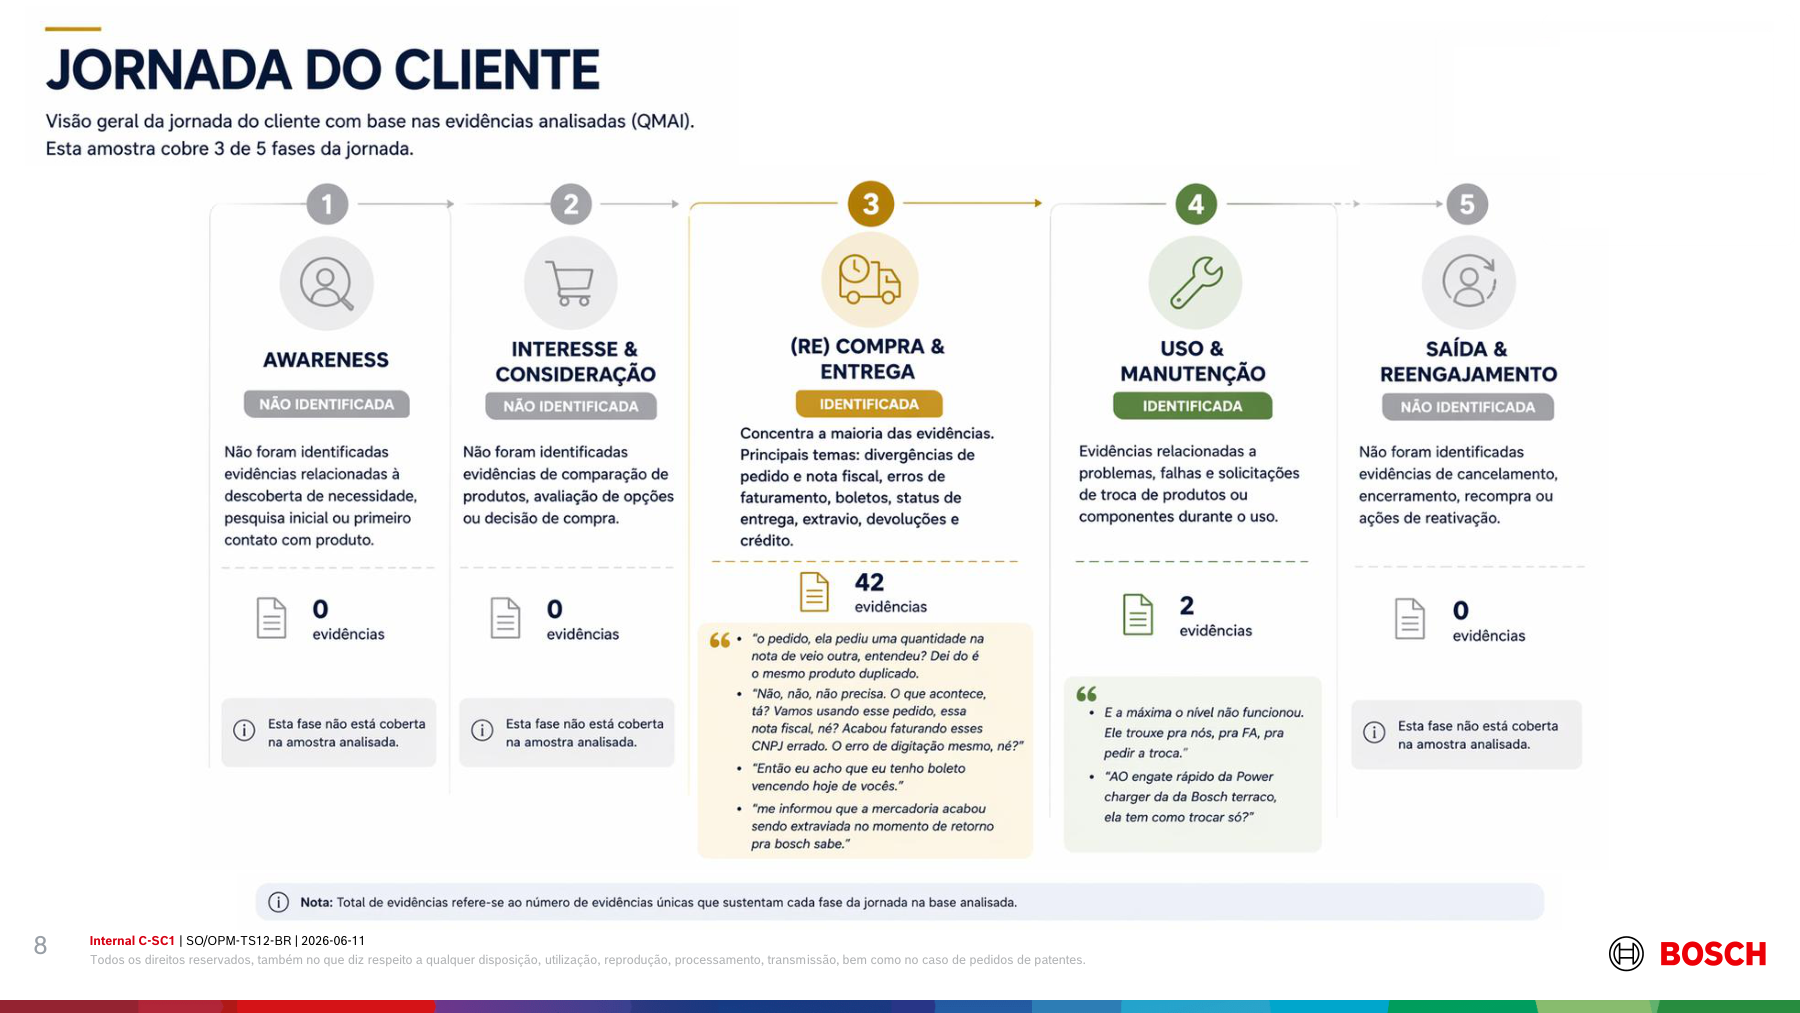 JORNADA DO CLIENTE
Visão geral da jornada do cliente com base nas evidências analisadas (QMAI).
Esta amostra cobre 3 de 5 fases da jornada.
1
AWARENESS
NÃO IDENTIFICADA
Não foram identificadas
evidências relacionadas à
descoberta de necessidade,
pesquisa inicial ou primeiro
contato com produto.
0
evidências
Esta fase não está coberta
na amostra analisada.
2
INTERESSE &
CONSIDERAÇÃO
NÃO IDENTIFICADA
Não foram identificadas
evidências de comparação de
produtos, avaliação de opções
ou decisão de compra.
0
evidências
Esta fase não está coberta
na amostra analisada.
3
(RE) COMPRA &
ENTREGA
IDENTIFICADA
Concentra a maioria das evidências.
Principais temas: divergências de
pedido e nota fiscal, erros de
faturamento, boletos, status de
entrega, extravio, devoluções e
crédito.
42
evidências
• “o pedido, ela pediu uma quantidade na
nota de veio outra, entendeu? Dei do é
o mesmo produto duplicado.
• “Não, não, não precisa. O que acontece,
tá? Vamos usando esse pedido, essa
nota fiscal, né? Acabou faturando esses
CNPJ errado. O erro de digitação mesmo, né?”
• “Então eu acho que eu tenho boleto
vencendo hoje de vocês.”
• “me informou que a mercadoria acabou
sendo extraviada no momento de retorno
pra bosch sabe.”
4
USO &
MANUTENÇÃO
IDENTIFICADA
Evidências relacionadas a
problemas, falhas e solicitações
de troca de produtos ou
componentes durante o uso.
2
evidências
• E a máxima o nível não funcionou.
Ele trouxe pra nós, pra FA, pra
pedir a troca.”
• “AO engate rápido da Power
charger da da Bosch terraco,
ela tem como trocar só?”
5
SAÍDA &
REENGAJAMENTO
NÃO IDENTIFICADA
Não foram identificadas
evidências de cancelamento,
encerramento, recompra ou
ações de reativação.
0
evidências
Esta fase não está coberta
na amostra analisada.
Nota: Total de evidências refere-se ao número de evidências únicas que sustentam cada fase da jornada na base analisada.
8
Internal C-SC1 | SO/OPM-TS12-BR | 2026-06-11
Todos os direitos reservados, também no que diz respeito a qualquer disposição, utilização, reprodução, processamento, transmissão, bem como no caso de pedidos de patentes.
BOSCH